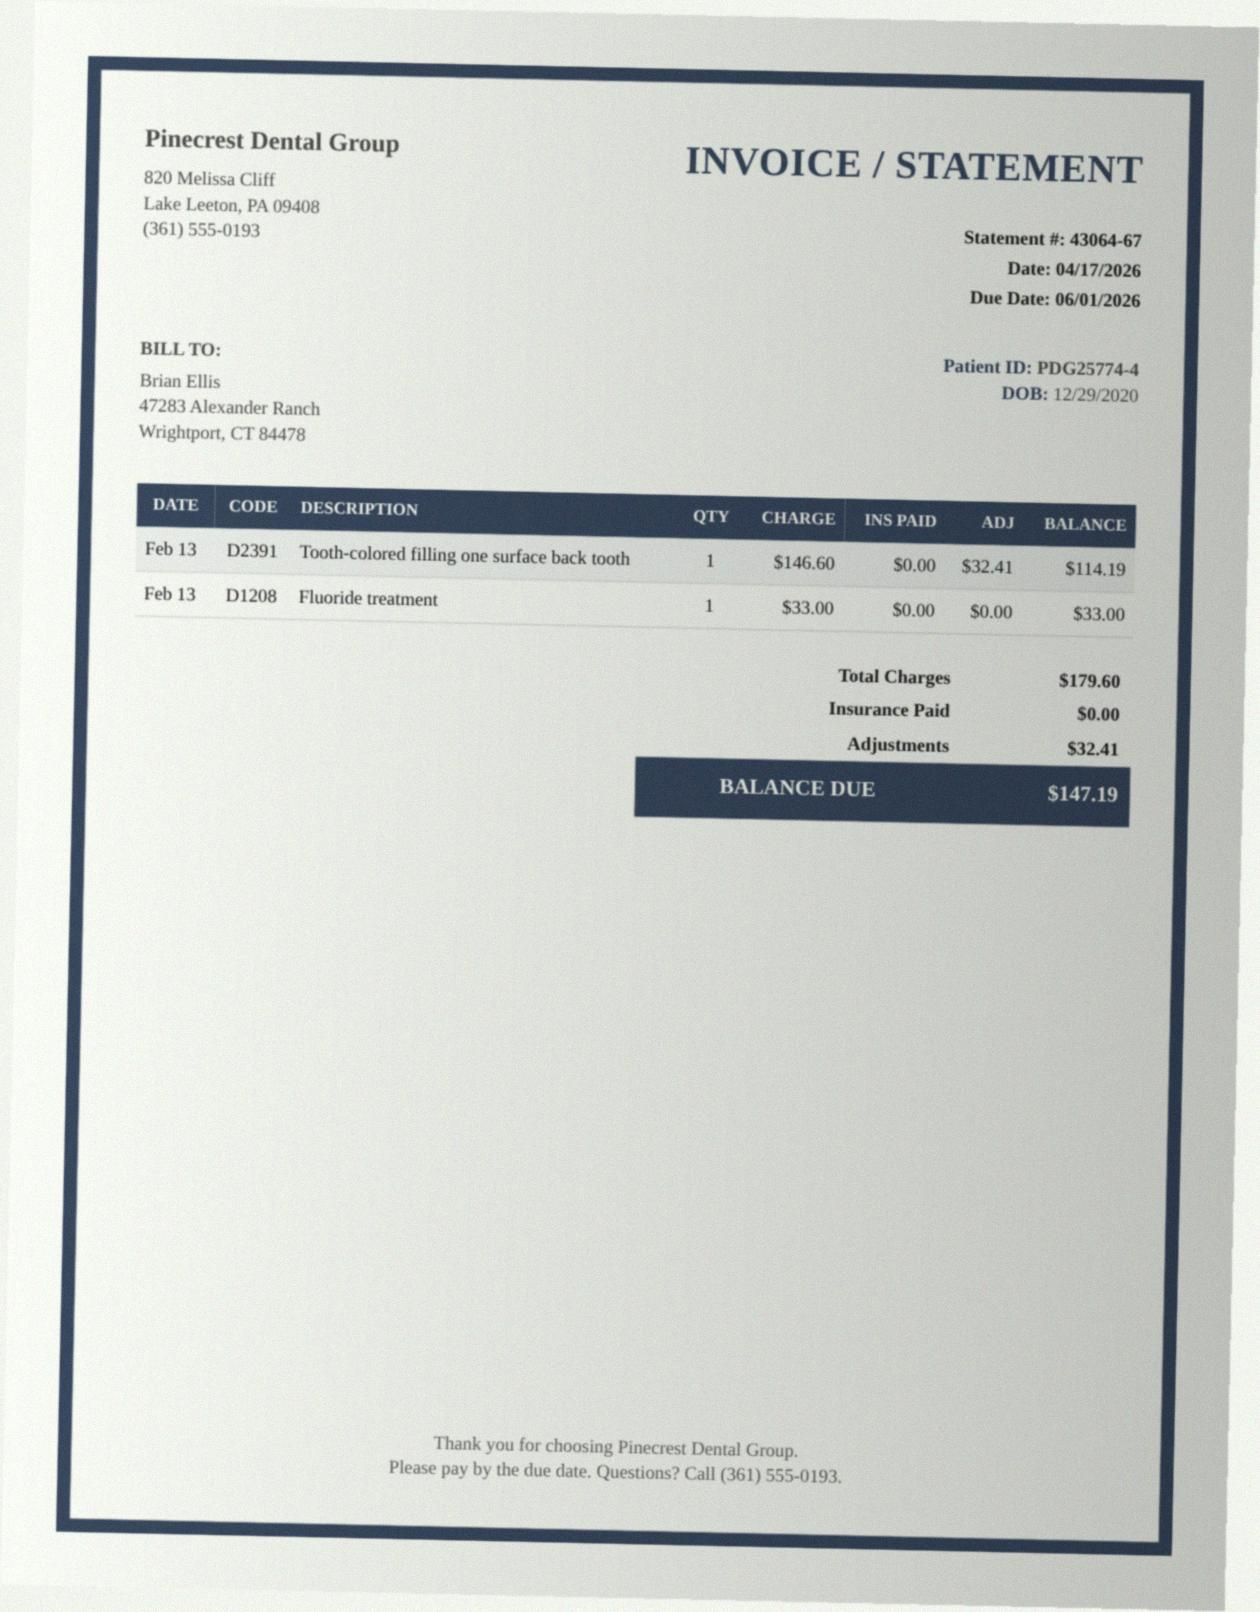 Pinecrest Dental Group
820 Melissa Cliff
Lake Leeton, PA 09408
(361) 555-0193
INVOICE / STATEMENT
Statement #: 43064-67
Date: 04/17/2026
Due Date: 06/01/2026
BILL TO:
Brian Ellis
47283 Alexander Ranch
Wrightport, CT 84478
Patient ID: PDG25774-4
DOB: 12/29/2020
DATE CODE DESCRIPTION QTY CHARGE INS PAID ADJ BALANCE
Feb 13 D2391 Tooth-colored filling one surface back tooth 1 $146.60 $0.00 $32.41 $114.19
Feb 13 D1208 Fluoride treatment 1 $33.00 $0.00 $0.00 $33.00
Total Charges $179.60
Insurance Paid $0.00
Adjustments $32.41
BALANCE DUE $147.19
Thank you for choosing Pinecrest Dental Group.
Please pay by the due date. Questions? Call (361) 555-0193.